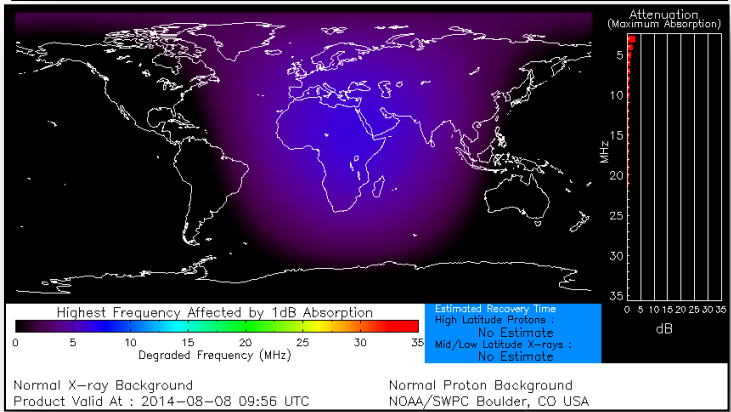 Attenuation
(Maximum Absorption)
5
10
15
20
25
30
35
MHz
0 5 10 15 20 25 30 35
dB
Highest Frequency Affected by 1dB Absorption
0 5 10 15 20 25 30 35
Degraded Frequency (MHz)
Estimated Recovery Time
High Latitude Protons :
No Estimate
Mid/Low Latitude X-rays :
No Estimate
Normal X-ray Background
Normal Proton Background
Product Valid At : 2014-08-08 09:56 UTC
NOAA/SWPC Boulder, CO USA